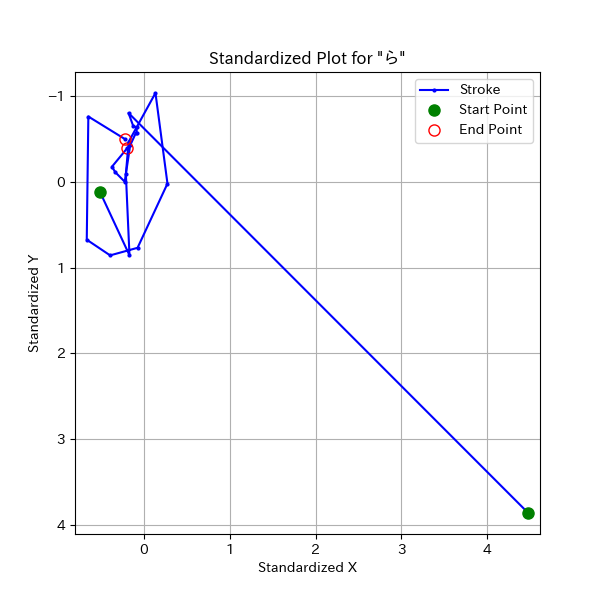 Standardized Plot for "ら"
Stroke
Start Point
End Point
−1
0
1
2
3
4
Standardized Y
0 1 2 3 4
Standardized X